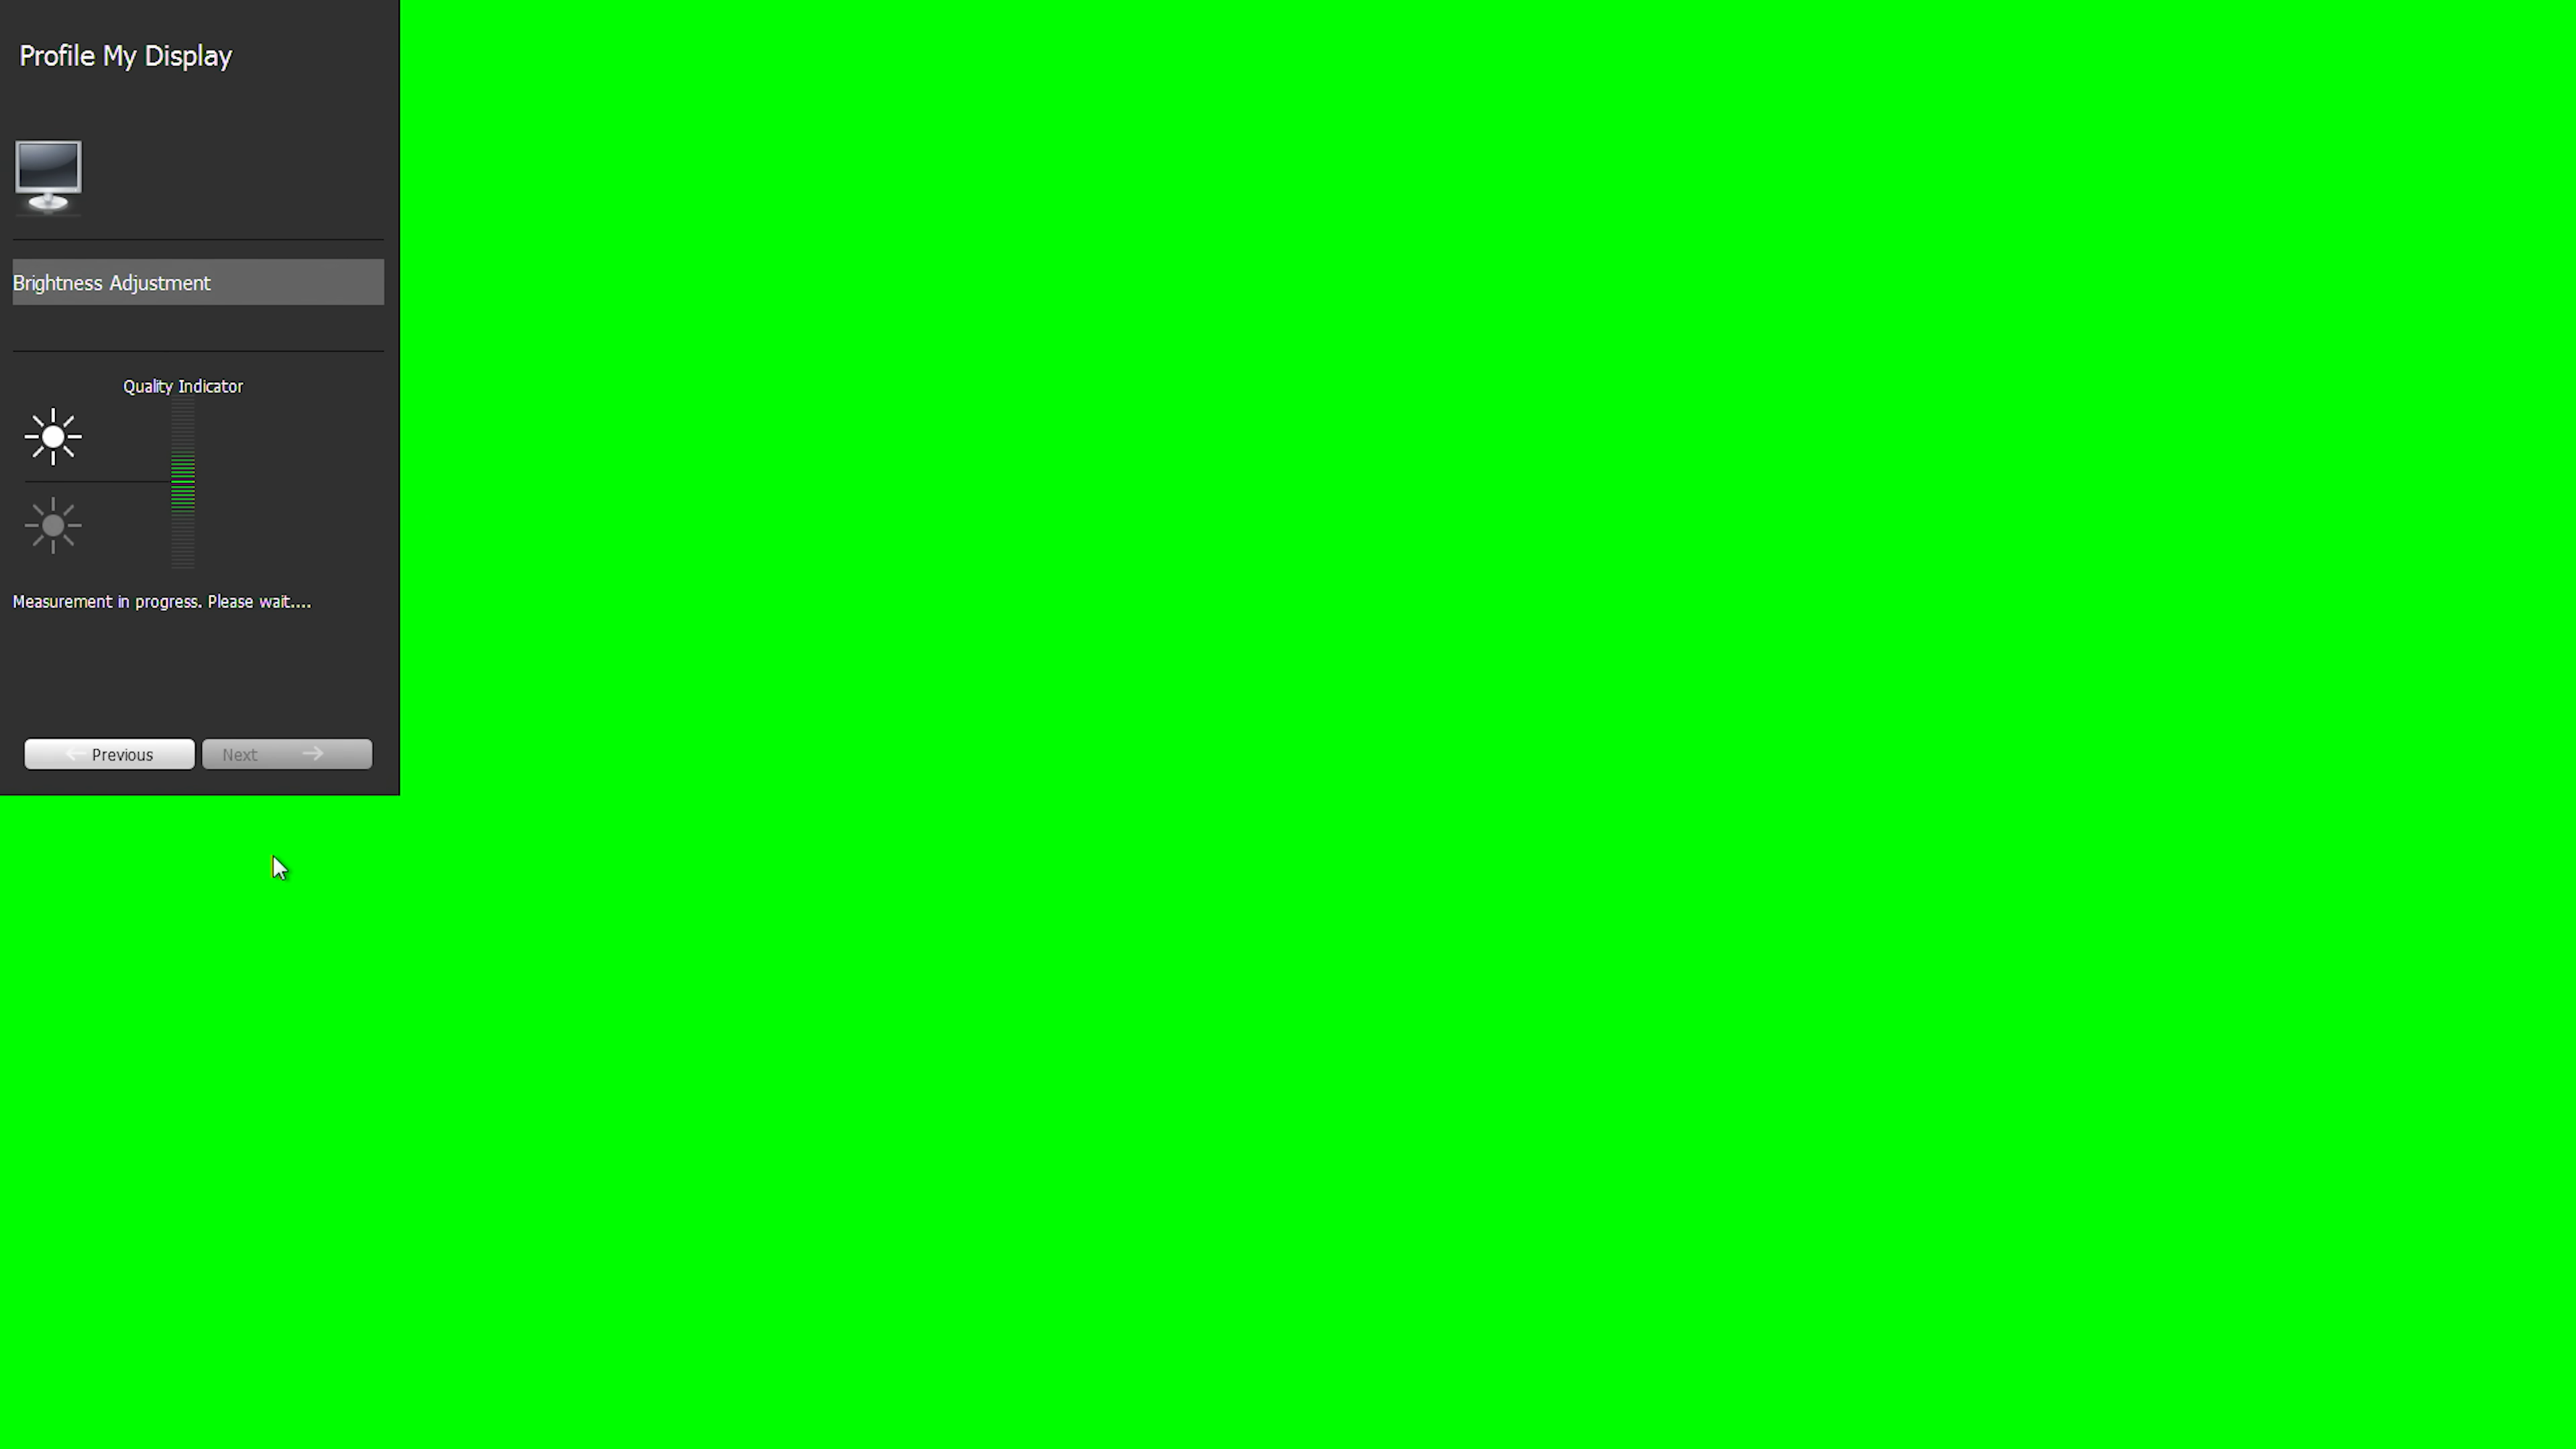 Profile My Display
Brightness Adjustment
Quality Indicator
Measurement in progress. Please wait....
Previous
Next